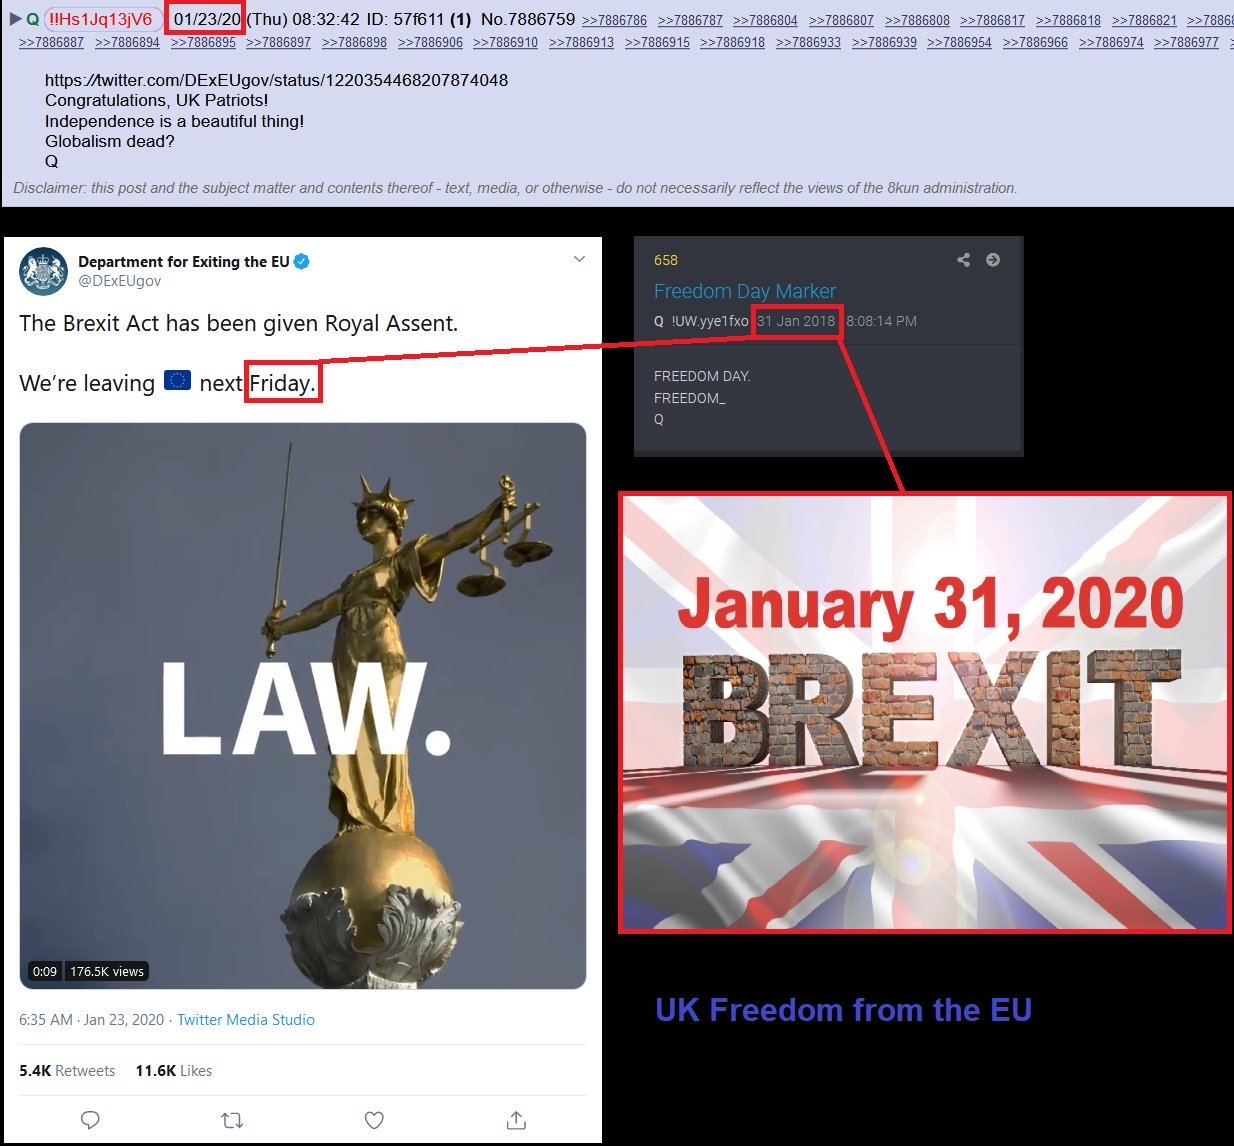 ▶ Q !!Hs1Jq13jV6 01/23/20 (Thu) 08:32:42 ID: 57f611 (1) No.7886759 >>7886786 >>7886787 >>7886804 >>7886807 >>7886808 >>7886817 >>7886818 >>7886821 >>7886
>>7886887 >>7886894 >>7886895 >>7886897 >>7886898 >>7886906 >>7886910 >>7886913 >>7886915 >>7886918 >>7886933 >>7886939 >>7886954 >>7886966 >>7886974 >>7886977
https://twitter.com/DExEUgov/status/1220354468207874048
Congratulations, UK Patriots!
Independence is a beautiful thing!
Globalism dead?
Q
Disclaimer: this post and the subject matter and contents thereof - text, media, or otherwise - do not necessarily reflect the views of the 8kun administration.
Department for Exiting the EU
@DExEUgov
The Brexit Act has been given Royal Assent.
We're leaving 🇪🇺 next Friday.
LAW.
0:09 176.5K views
6:35 AM · Jan 23, 2020 · Twitter Media Studio
5.4K Retweets 11.6K Likes
658
Freedom Day Marker
Q !UW.yye1fxo 31 Jan 2018 8:08:14 PM
FREEDOM DAY.
FREEDOM_
Q
January 31, 2020
BREXIT
UK Freedom from the EU